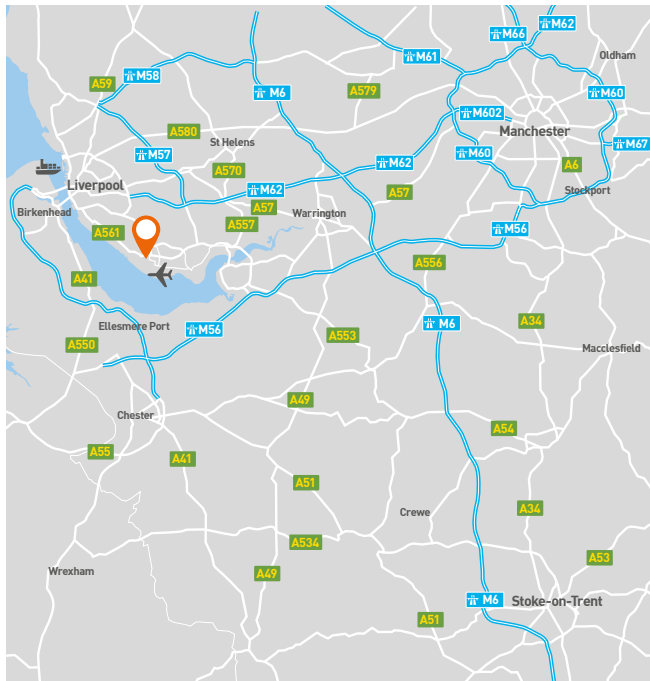 M66
M62
M61
Oldham
M58
A59
M6
A579
M60
M602
A580
Manchester
St Helens
M67
M57
M60
M62
A6
A570
Liverpool
M62
A57
Stockport
A57
Birkenhead
Warrington
A557
M56
A561
A556
A41
Ellesmere Port
M56
A34
M6
A553
A550
Macclesfield
A49
Chester
A54
A55
A41
A51
A34
Crewe
A534
A53
Wrexham
A49
M6
Stoke-on-Trent
A51